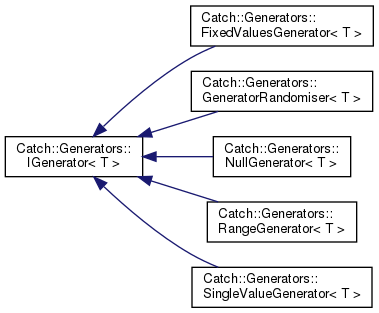 Catch::Generators::
FixedValuesGenerator< T >
Catch::Generators::
GeneratorRandomiser< T >
Catch::Generators::
IGenerator< T >
Catch::Generators::
NullGenerator< T >
Catch::Generators::
RangeGenerator< T >
Catch::Generators::
SingleValueGenerator< T >